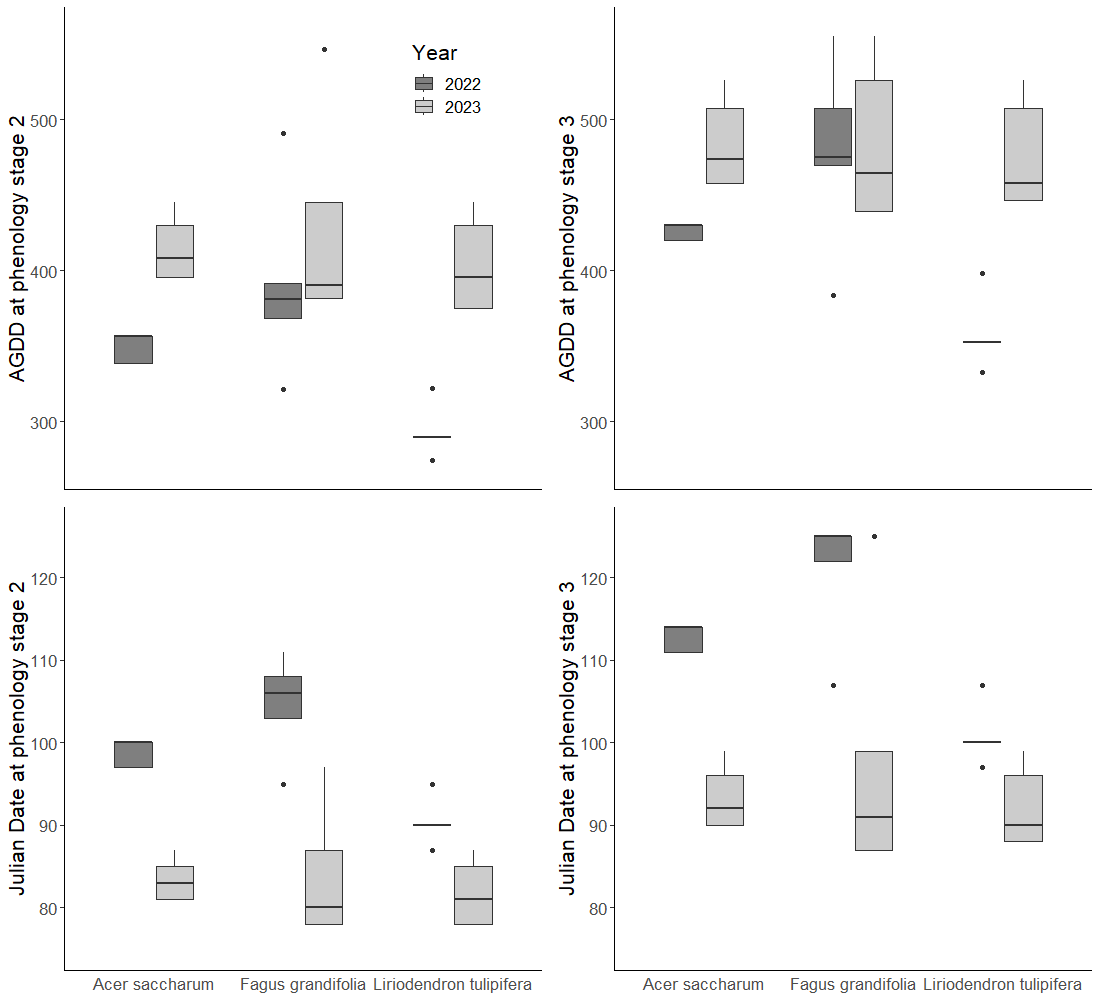 AGDD at phenology stage 2
500
400
300
Year
2022
2023
AGDD at phenology stage 3
500
400
300
Julian Date at phenology stage 2
120
110
100
90
80
Acer saccharum
Fagus grandifolia
Liriodendron tulipifera
Julian Date at phenology stage 3
120
110
100
90
80
Acer saccharum
Fagus grandifolia
Liriodendron tulipifera